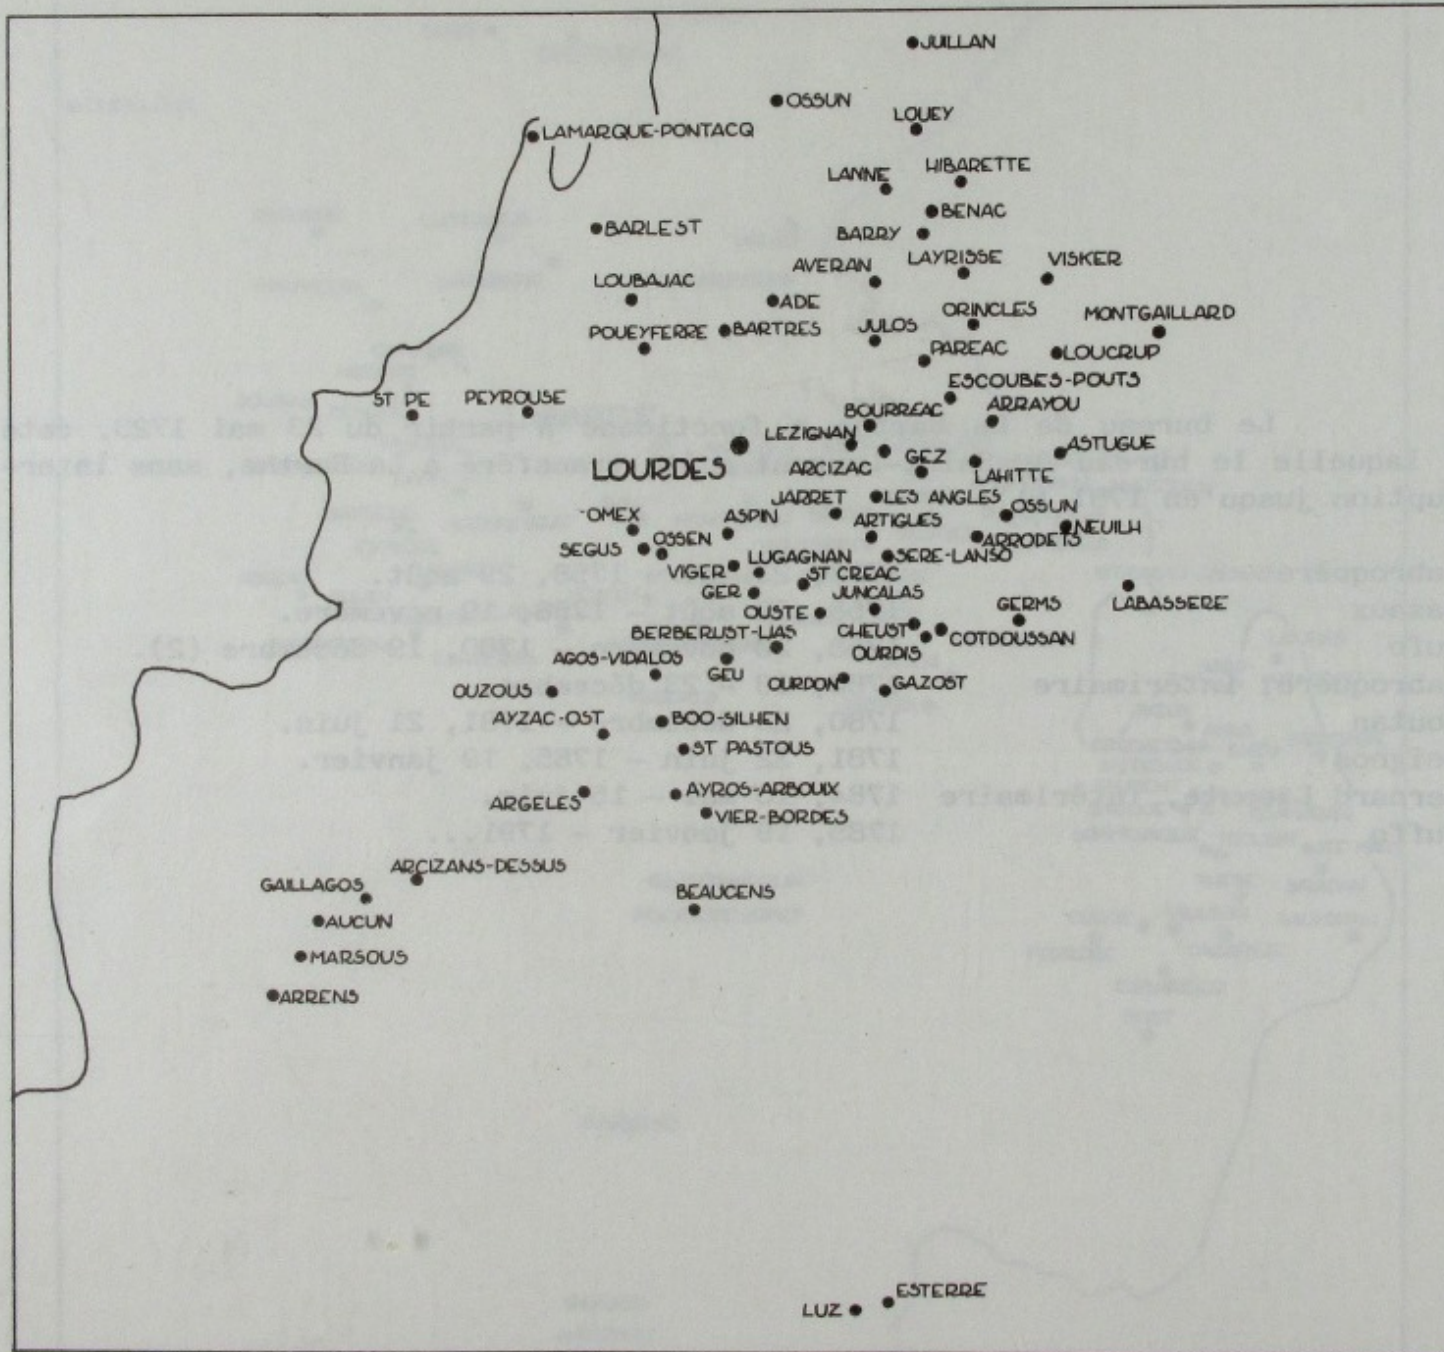 JUILLAN
OSSUN
LOUEY
LAMARQUE-PONTACQ
LANNE
HIBARETTE
BENAC
BARLEST
BARRY
AVERAN
LAYRISSE
VISKER
LOUBAJAC
ADE
ORINCLES
MONTGAILLARD
POUEYFERRE
BARTRES
JULOS
PAREAC
LOUCRUP
ESCOUBES-POUTS
ST PE
PEYROUSE
BOURREAC
ARRAYOU
LEZIGNAN
ASTUGUE
LOURDES
ARCIZAC
GEZ
LAHITTE
JARRET
LES ANGLES
OSSUN
OMEX
ASPIN
ARTIGUES
NEUILH
SEGUS
OSSEN
ARRODETS
LUGAGNAN
SERE-LANSO
VIGER
ST CREAC
GER
JUNCALAS
LABASSERE
OUSTE
GERMS
BERBERUST-LIAS
CHEUST
COTDOUSSAN
AGOS-VIDALOS
OURDIS
GEU
OUZOUS
OURDON
GAZOST
AYZAC-OST
BOO-SILHEN
ST PASTOUS
ARGELES
AYROS-ARBOUIX
VIER-BORDES
ARCIZANS-DESSUS
GAILLAGOS
BEAUCENS
AUCUN
MARSOUS
ARRENS
ESTERRE
LUZ